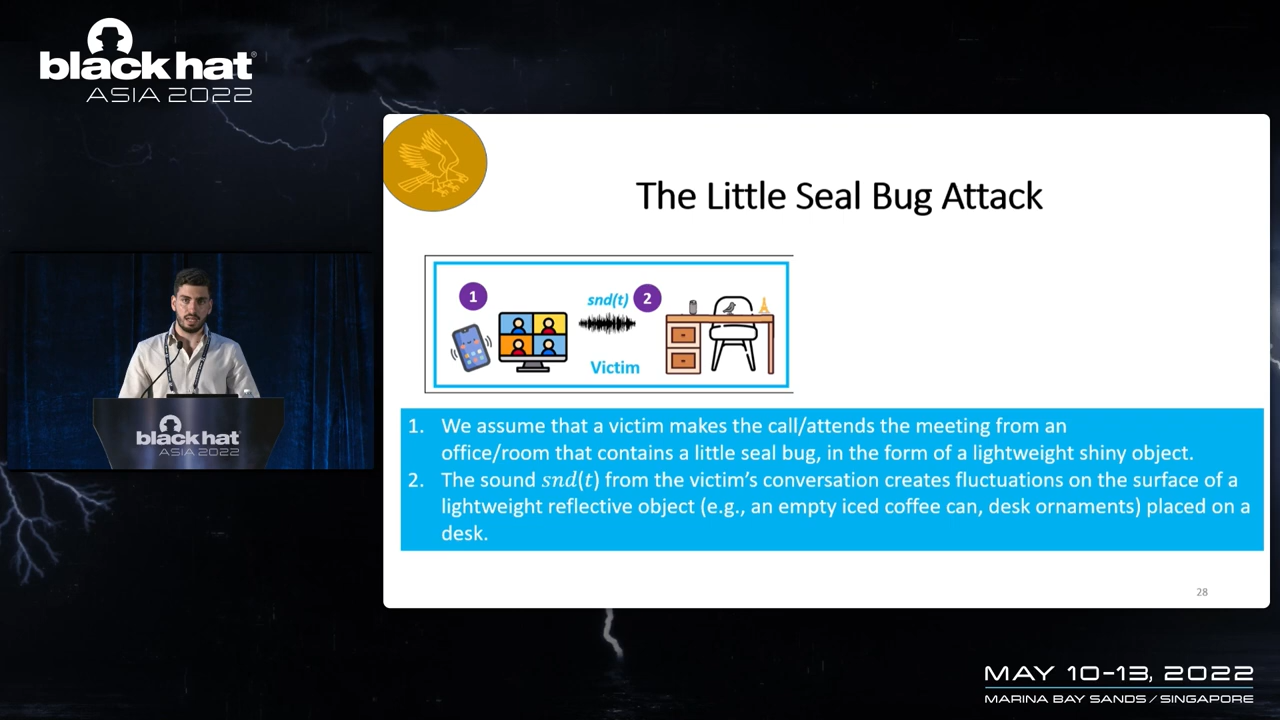 black hat®
ASIA 2022
The Little Seal Bug Attack
1
snd(t)
2
Victim
1. We assume that a victim makes the call/attends the meeting from an
office/room that contains a little seal bug, in the form of a lightweight shiny object.
2. The sound snd(t) from the victim’s conversation creates fluctuations on the surface of a
lightweight reflective object (e.g., an empty iced coffee can, desk ornaments) placed on a
desk.
28
black hat
ASIA 2022
MAY 10-13, 2022
MARINA BAY SANDS / SINGAPORE